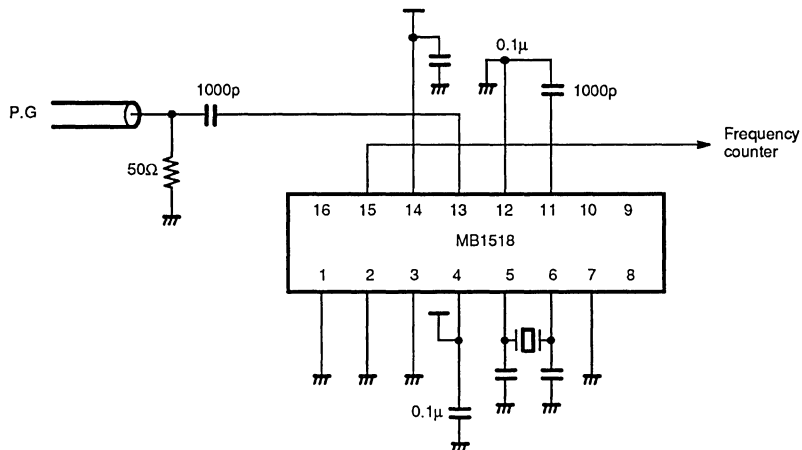 0.1μ
1000p
1000p
P.G
Frequency
counter
50Ω
16 15 14 13 12 11 10 9
MB1518
1 2 3 4 5 6 7 8
0.1μ